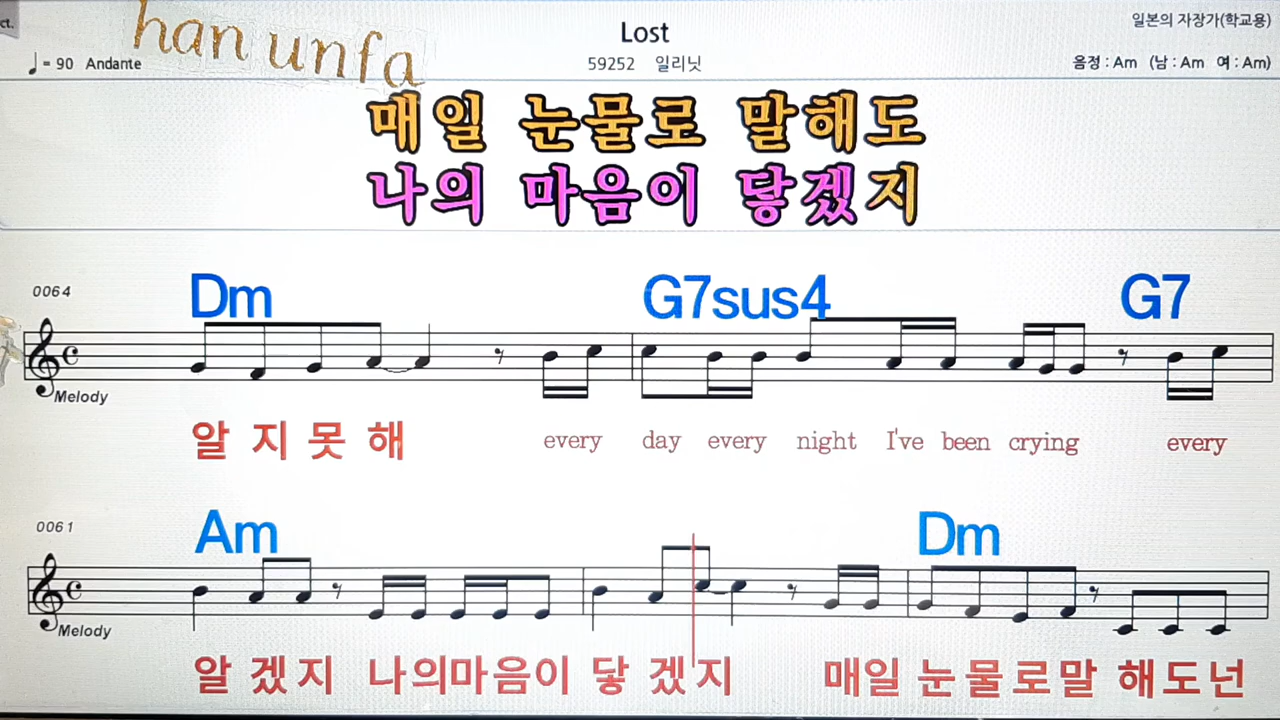 ct.
han unfa
Lost
일본의 자장가(학교용)
♩= 90 Andante
59252 일리닛
음정 : Am (남 : Am 여 : Am)
매일 눈물로 말해도
나의 마음이 닿겠지
Dm G7sus4 G7
0064
Melody
알 지 못 해 every day every night I've been crying every
0061
Am Dm
Melody
알 겠 지 나의마음이 닿 겠 지 매일 눈물로말 해도넌